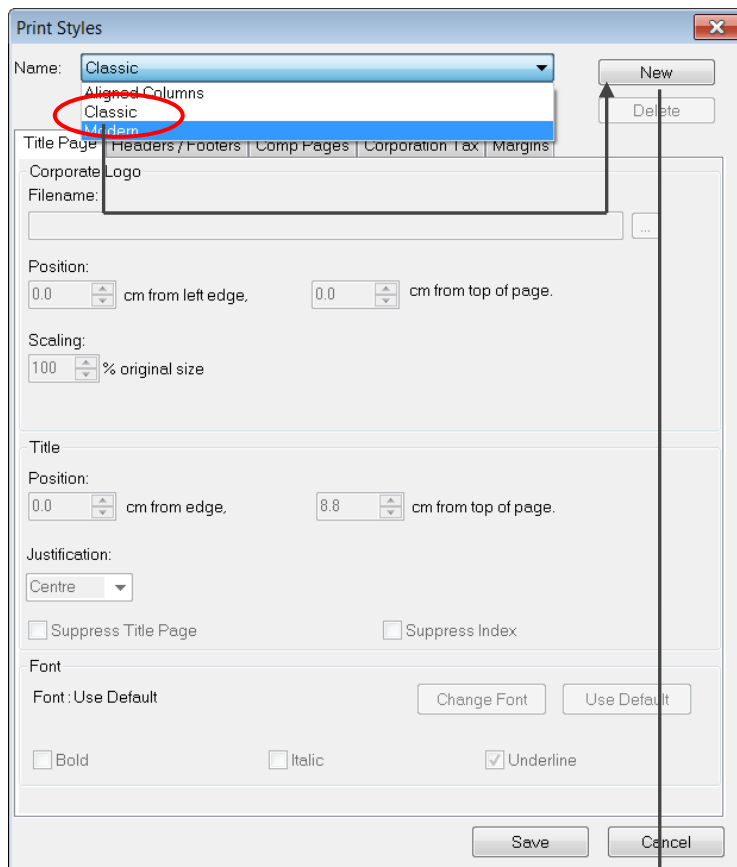 Print Styles
Name: Classic New
Aligned Columns
Classic Delete
Modern
Title Page Headers / Footers Comp Pages Corporation Tax Margins
Corporate Logo
Filename:
...
Position:
0.0 cm from left edge, 0.0 cm from top of page.
Scaling:
100 % original size
Title
Position:
0.0 cm from edge, 8.8 cm from top of page.
Justification:
Centre
Suppress Title Page Suppress Index
Font
Font : Use Default Change Font Use Default
Bold Italic Underline
Save Cancel